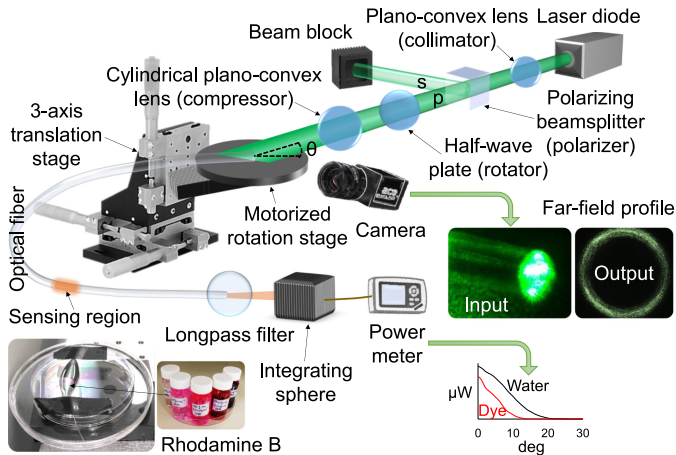 Plano-convex lens
(collimator)
Laser diode
Beam block
Cylindrical plano-convex
lens (compressor)
s
p
3-axis
translation
stage
Polarizing
beamsplitter
(polarizer)
θ
Half-wave
plate (rotator)
Motorized
rotation stage
ace
Camera
Far-field profile
Optical fiber
Input
Output
Sensing region
Longpass filter
Integrating
sphere
Power
meter
Rhodamine B
µW
Water
Dye
0 10 20 30
deg